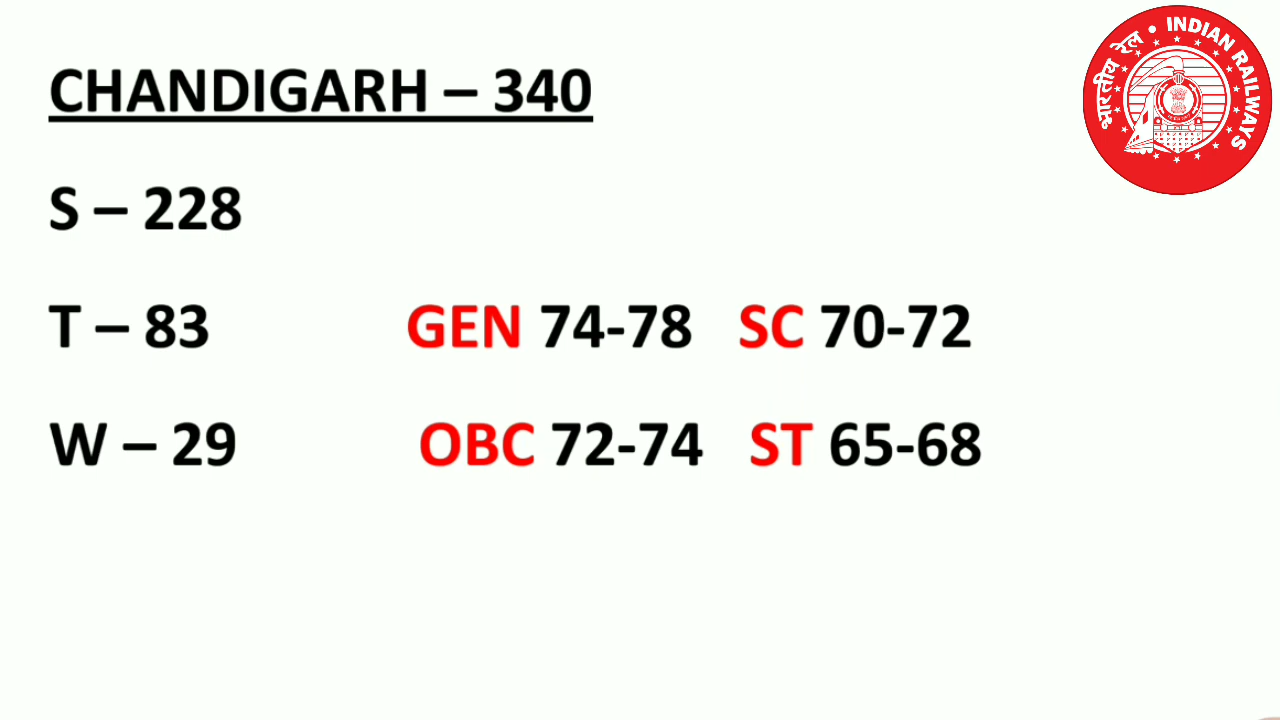 CHANDIGARH – 340
S – 228
T – 83 GEN 74-78 SC 70-72
W – 29 OBC 72-74 ST 65-68
भारतीय रेल • INDIAN RAILWAYS